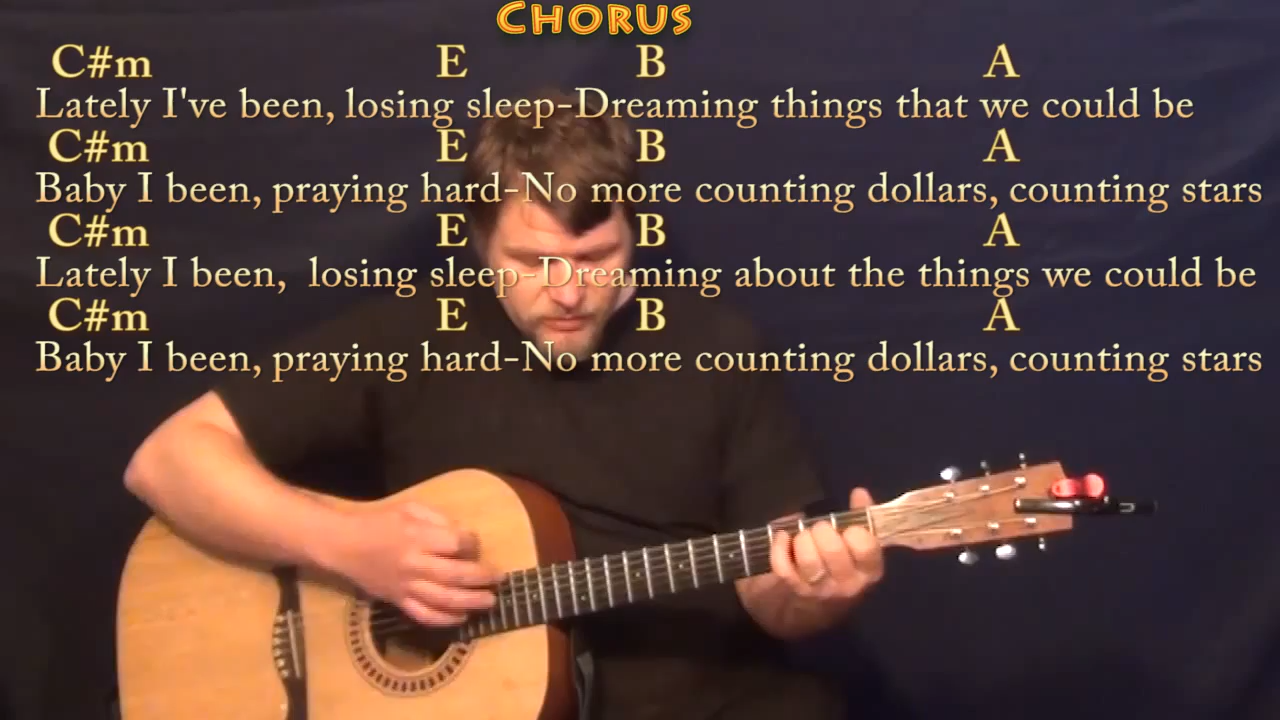 CHORUS
C#m E B A
Lately I've been, losing sleep-Dreaming things that we could be
C#m E B A
Baby I been, praying hard-No more counting dollars, counting stars
C#m E B A
Lately I been, losing sleep-Dreaming about the things we could be
C#m E B A
Baby I been, praying hard-No more counting dollars, counting stars